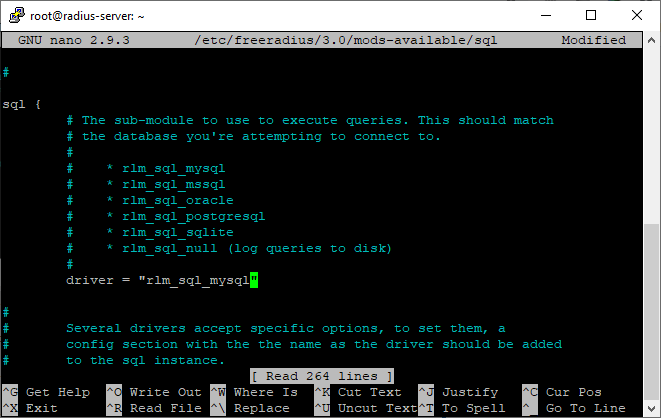 root@radius-server: ~
GNU nano 2.9.3 /etc/freeradius/3.0/mods-available/sql Modified
#
sql {
# The sub-module to use to execute queries. This should match
# the database you're attempting to connect to.
#
# * rlm_sql_mysql
# * rlm_sql_mssql
# * rlm_sql_oracle
# * rlm_sql_postgresql
# * rlm_sql_sqlite
# * rlm_sql_null (log queries to disk)
#
driver = "rlm_sql_mysql"
#
# Several drivers accept specific options, to set them, a
# config section with the the name as the driver should be added
# to the sql instance.
[ Read 264 lines ]
^G Get Help ^O Write Out ^W Where Is ^K Cut Text ^J Justify ^C Cur Pos
^X Exit ^R Read File ^\ Replace ^U Uncut Text ^T To Spell ^_ Go To Line